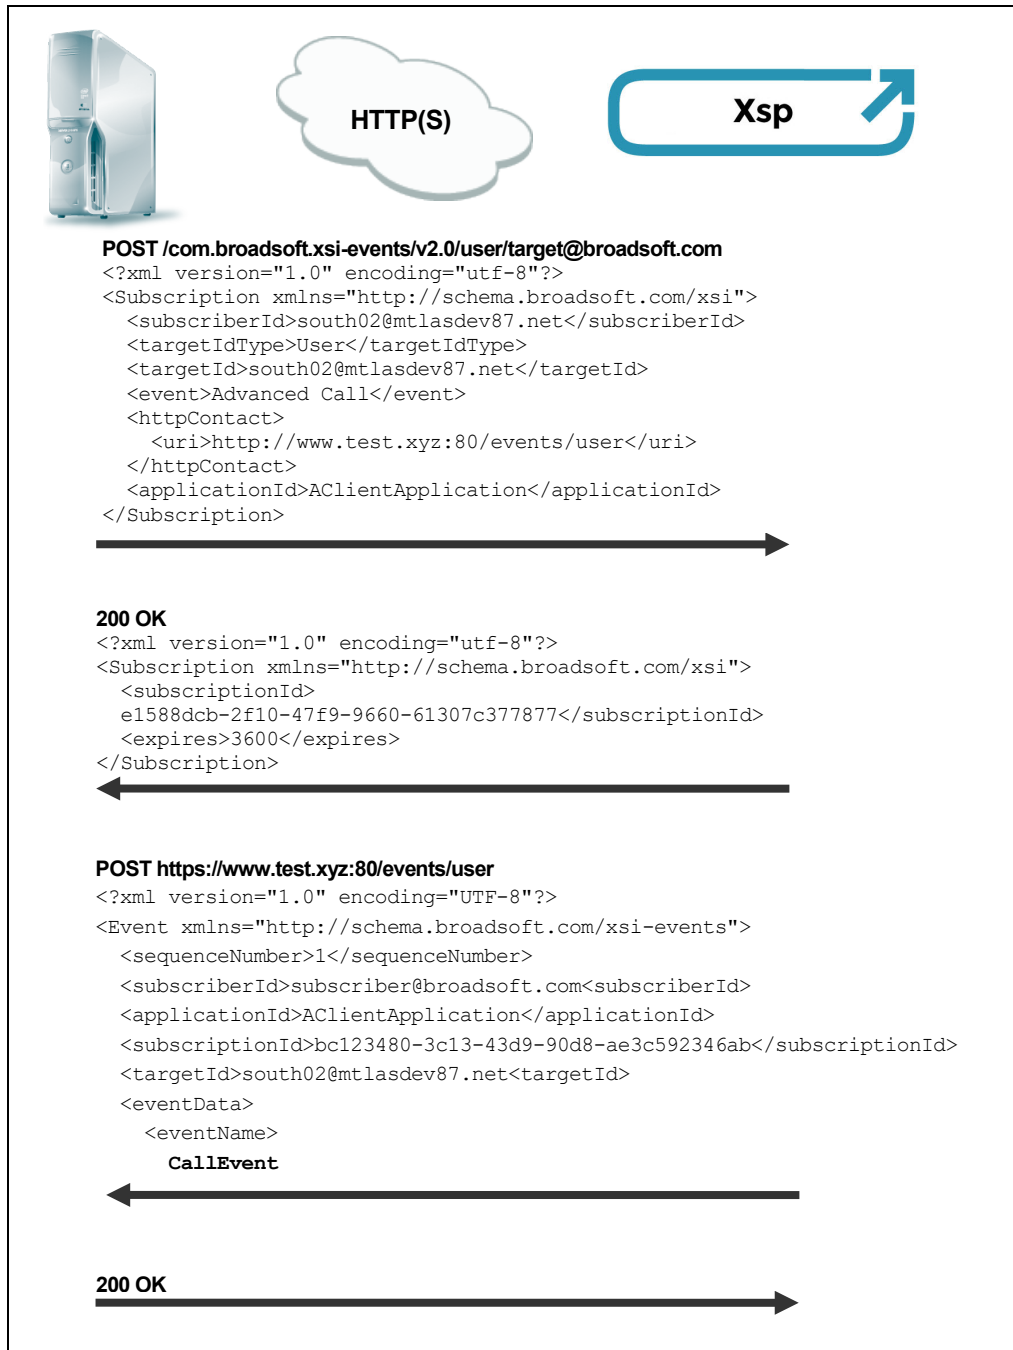 HTTP(S)
Xsp
POST /com.broadsoft.xsi-events/v2.0/user/target@broadsoft.com
<?xml version="1.0" encoding="utf-8"?>
<Subscription xmlns="http://schema.broadsoft.com/xsi">
  <subscriberId>south02@mtlasdev87.net</subscriberId>
  <targetIdType>User</targetIdType>
  <targetId>south02@mtlasdev87.net</targetId>
  <event>Advanced Call</event>
  <httpContact>
    <uri>http://www.test.xyz:80/events/user</uri>
  </httpContact>
  <applicationId>AClientApplication</applicationId>
</Subscription>
200 OK
<?xml version="1.0" encoding="utf-8"?>
<Subscription xmlns="http://schema.broadsoft.com/xsi">
  <subscriptionId>
  e1588dcb-2f10-47f9-9660-61307c377877</subscriptionId>
  <expires>3600</expires>
</Subscription>
POST https://www.test.xyz:80/events/user
<?xml version="1.0" encoding="UTF-8"?>
<Event xmlns="http://schema.broadsoft.com/xsi-events">
  <sequenceNumber>1</sequenceNumber>
  <subscriberId>subscriber@broadsoft.com<subscriberId>
  <applicationId>AClientApplication</applicationId>
  <subscriptionId>bc123480-3c13-43d9-90d8-ae3c592346ab</subscriptionId>
  <targetId>south02@mtlasdev87.net<targetId>
  <eventData>
    <eventName>
      CallEvent
200 OK